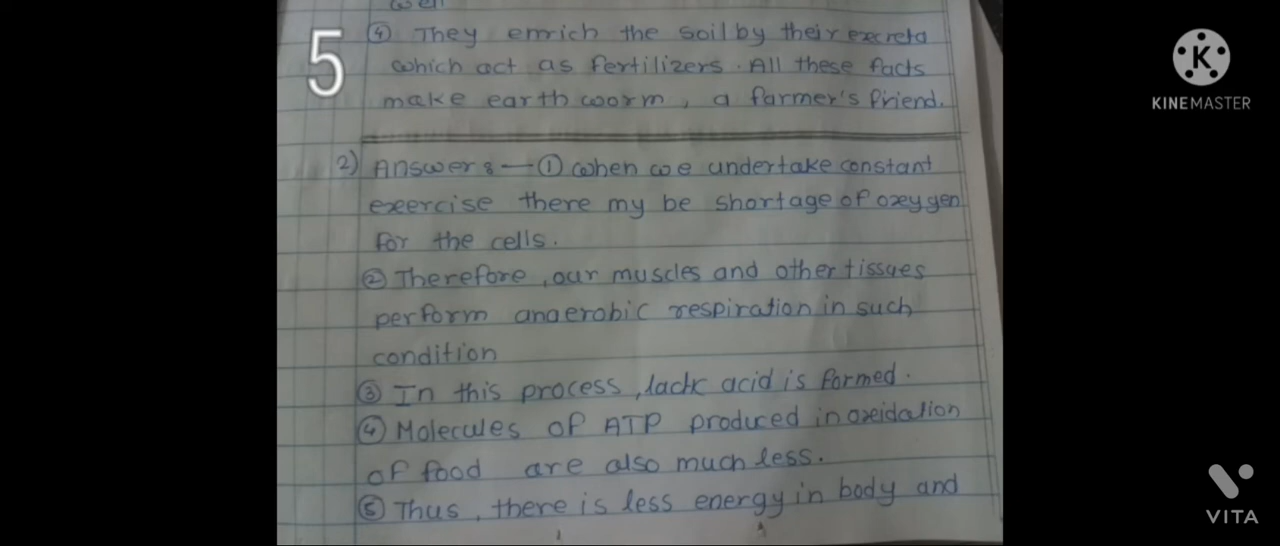 well
5
④ They enrich the soil by their excreta
which act as fertilizers. All these facts
make earth worm, a farmer's friend.
2) Answer :- ① when we undertake constant
exercise there my be shortage of oxeygen
for the cells.
② Therefore, our muscles and other tissues
perform anaerobic respiration in such
condition
③ In this process, lactic acid is formed.
④ Molecules of ATP produced in oxeidation
of food are also much less.
⑤ Thus, there is less energy in body and
K
KINEMASTER
VITA